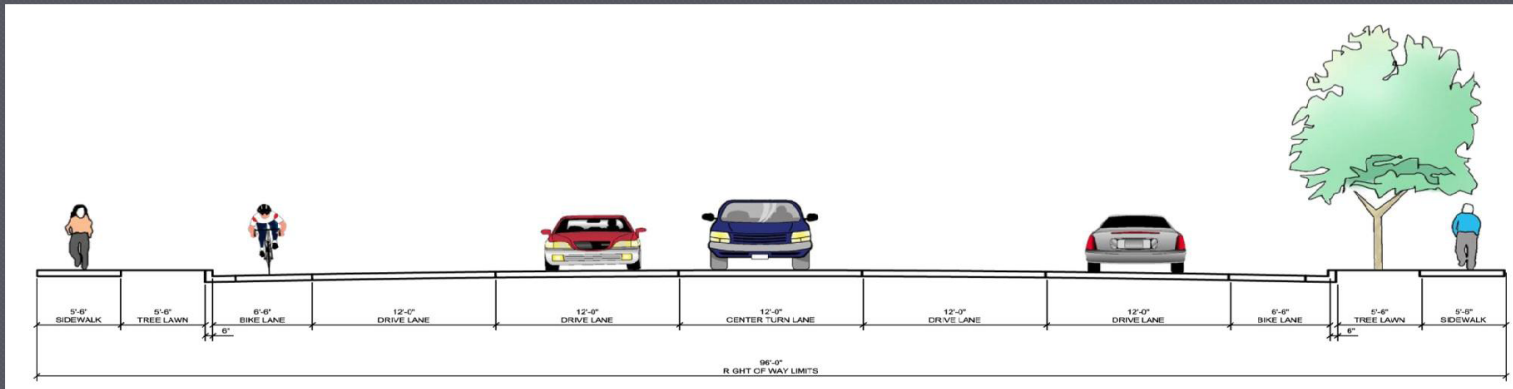 5'-6"
SIDEWALK
5'-6"
TREE LAWN
6"
6'-6"
BIKE LANE
12'-0"
DRIVE LANE
12'-0"
DRIVE LANE
12'-0"
CENTER TURN LANE
12'-0"
DRIVE LANE
12'-0"
DRIVE LANE
6'-6"
BIKE LANE
6"
5'-6"
TREE LAWN
5'-6"
SIDEWALK
96'-0"
R GHT OF WAY LIMITS